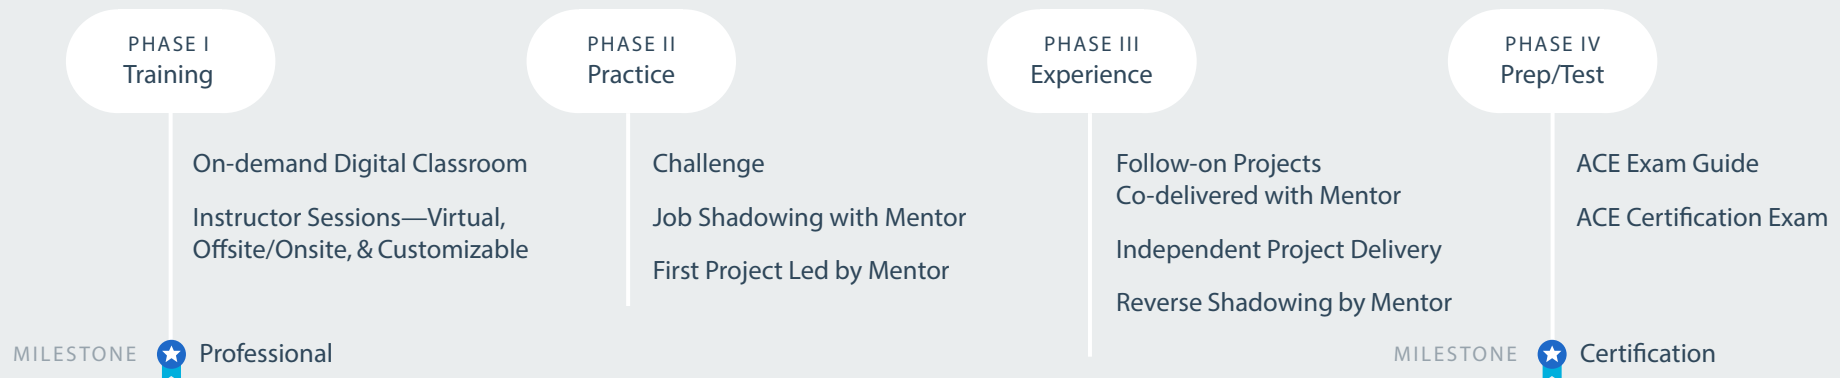 PHASE I
Training
On-demand Digital Classroom
Instructor Sessions—Virtual,
Offsite/Onsite, & Customizable
MILESTONE
Professional
PHASE II
Practice
Challenge
Job Shadowing with Mentor
First Project Led by Mentor
PHASE III
Experience
Follow-on Projects
Co-delivered with Mentor
Independent Project Delivery
Reverse Shadowing by Mentor
PHASE IV
Prep/Test
ACE Exam Guide
ACE Certification Exam
MILESTONE
Certification